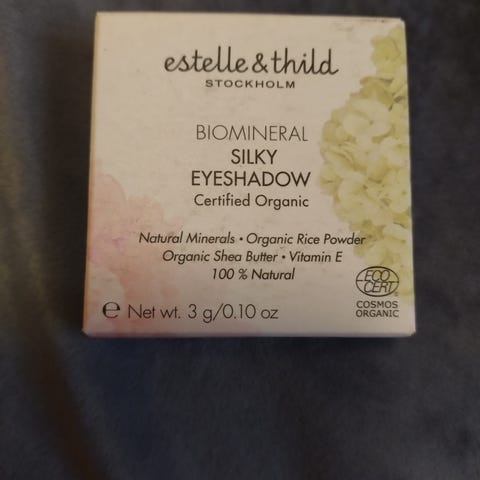 estelle & thild
STOCKHOLM
BIOMINERAL
SILKY
EYESHADOW
Certified Organic
Natural Minerals • Organic Rice Powder
Organic Shea Butter • Vitamin E
100 % Natural
℮ Net wt. 3 g/0.10 oz
ECO
CERT
COSMOS
ORGANIC